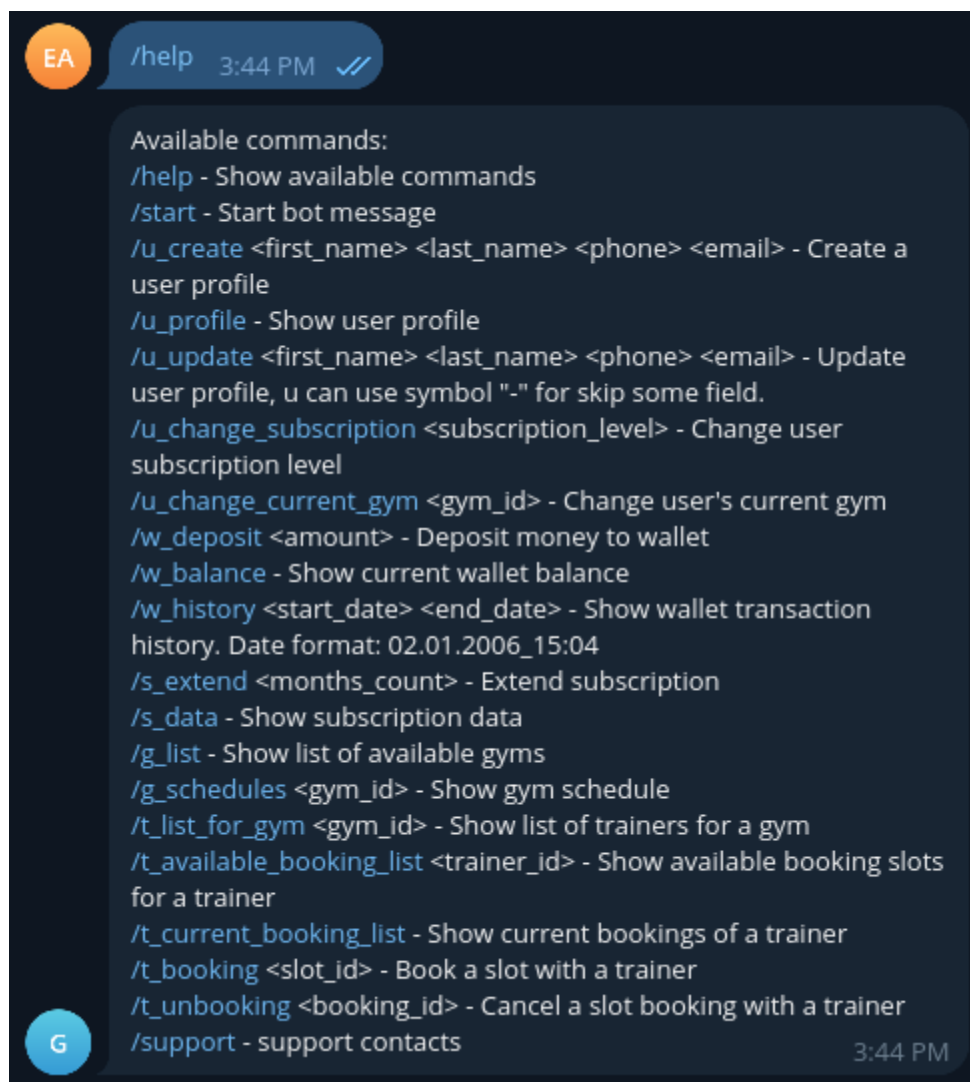 EA
/help 3:44 PM
Available commands:
/help - Show available commands
/start - Start bot message
/u_create <first_name> <last_name> <phone> <email> - Create a
user profile
/u_profile - Show user profile
/u_update <first_name> <last_name> <phone> <email> - Update
user profile, u can use symbol "-" for skip some field.
/u_change_subscription <subscription_level> - Change user
subscription level
/u_change_current_gym <gym_id> - Change user's current gym
/w_deposit <amount> - Deposit money to wallet
/w_balance - Show current wallet balance
/w_history <start_date> <end_date> - Show wallet transaction
history. Date format: 02.01.2006_15:04
/s_extend <months_count> - Extend subscription
/s_data - Show subscription data
/g_list - Show list of available gyms
/g_schedules <gym_id> - Show gym schedule
/t_list_for_gym <gym_id> - Show list of trainers for a gym
/t_available_booking_list <trainer_id> - Show available booking slots
for a trainer
/t_current_booking_list - Show current bookings of a trainer
/t_booking <slot_id> - Book a slot with a trainer
/t_unbooking <booking_id> - Cancel a slot booking with a trainer
/support - support contacts
G
3:44 PM